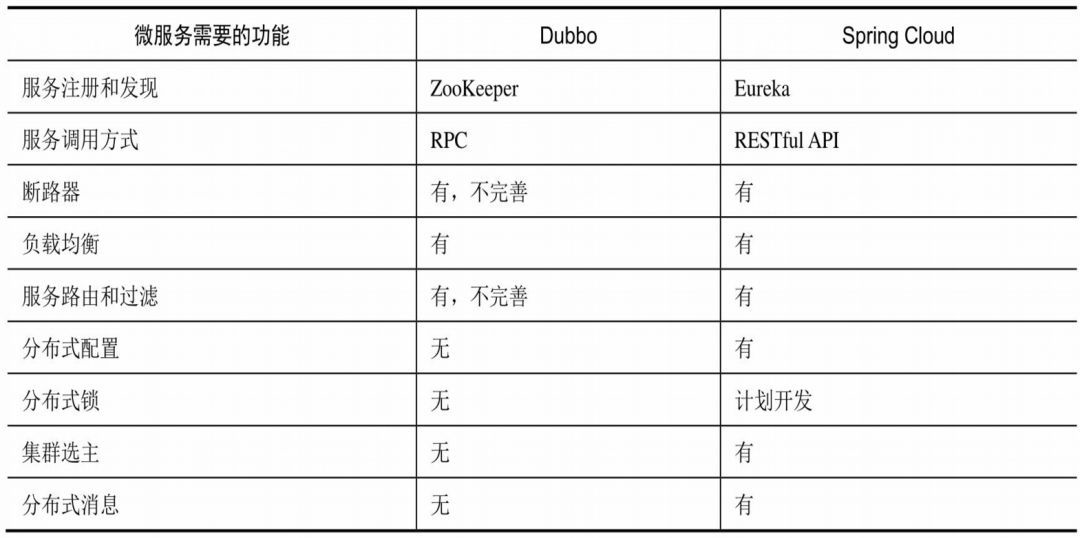 微服务需要的功能 Dubbo Spring Cloud
服务注册和发现 ZooKeeper Eureka
服务调用方式 RPC RESTful API
断路器 有，不完善 有
负载均衡 有 有
服务路由和过滤 有，不完善 有
分布式配置 无 有
分布式锁 无 计划开发
集群选主 无 有
分布式消息 无 有